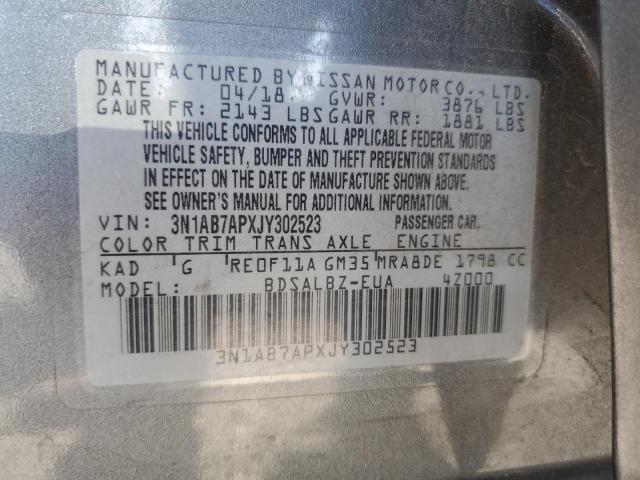 MANUFACTURED BY NISSAN MOTOR CO., LTD.
DATE: 04/18 GVWR: 3876 LBS
GAWR FR: 2143 LBS GAWR RR: 1881 LBS
THIS VEHICLE CONFORMS TO ALL APPLICABLE FEDERAL MOTOR
VEHICLE SAFETY, BUMPER AND THEFT PREVENTION STANDARDS
IN EFFECT ON THE DATE OF MANUFACTURE SHOWN ABOVE.
SEE OWNER'S MANUAL FOR ADDITIONAL INFORMATION.
VIN: 3N1AB7APXJY302523 PASSENGER CAR.
COLOR TRIM TRANS AXLE ENGINE
KAD G RE0F11A GM35 MRA8DE 1798 CC
MODEL: BDSALBZ-EUA 4Z000
3N1AB7APXJY302523